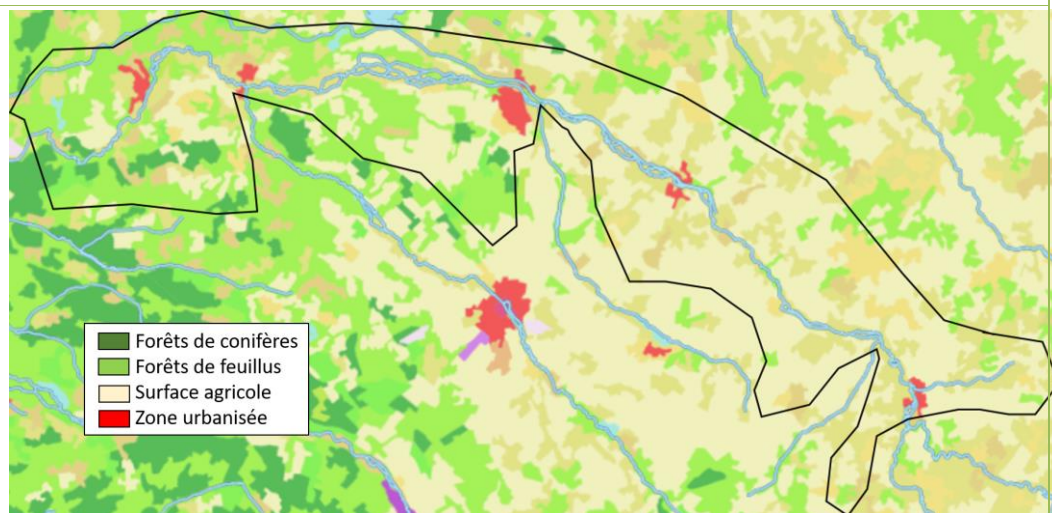 Forêts de conifères
Forêts de feuillus
Surface agricole
Zone urbanisée